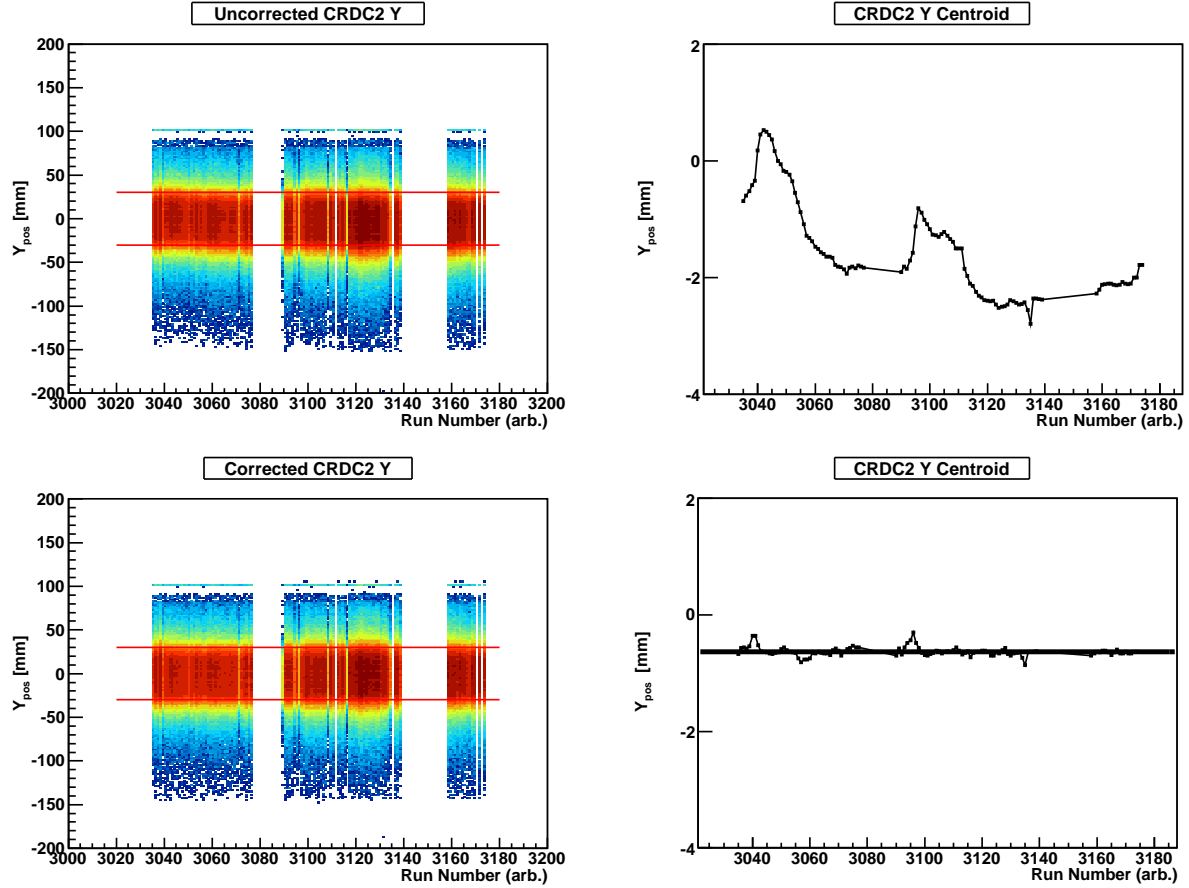 Uncorrected CRDC2 Y
200
150
100
50
0
-50
-100
-150
-200
Y_pos [mm]
3000 3020 3040 3060 3080 3100 3120 3140 3160 3180 3200
Run Number (arb.)
CRDC2 Y Centroid
2
0
-2
-4
Y_pos [mm]
3040 3060 3080 3100 3120 3140 3160 3180
Run Number (arb.)
Corrected CRDC2 Y
200
150
100
50
0
-50
-100
-150
-200
Y_pos [mm]
3000 3020 3040 3060 3080 3100 3120 3140 3160 3180 3200
Run Number (arb.)
CRDC2 Y Centroid
2
0
-2
-4
Y_pos [mm]
3040 3060 3080 3100 3120 3140 3160 3180
Run Number (arb.)